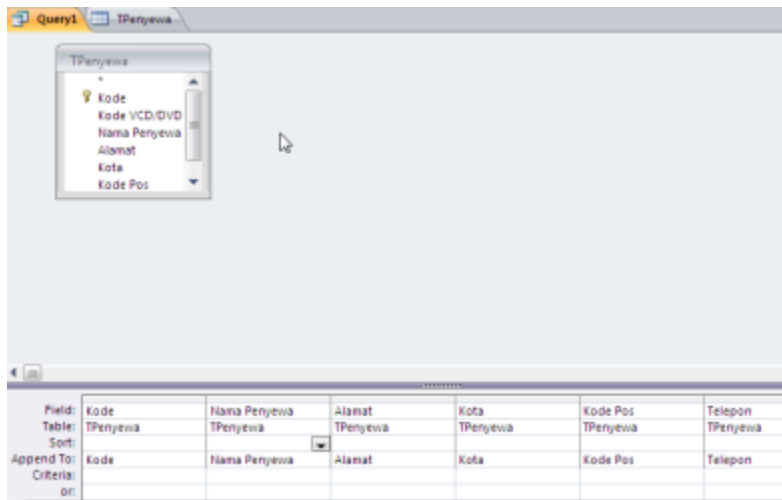 Query1 TPenyewa
TPenyewa
*
Kode
Kode VCD/DVD
Nama Penyewa
Alamat
Kota
Kode Pos
Field: Kode Nama Penyewa Alamat Kota Kode Pos Telepon
Table: TPenyewa TPenyewa TPenyewa TPenyewa TPenyewa TPenyewa
Sort:
Append To: Kode Nama Penyewa Alamat Kota Kode Pos Telepon
Criteria:
or: